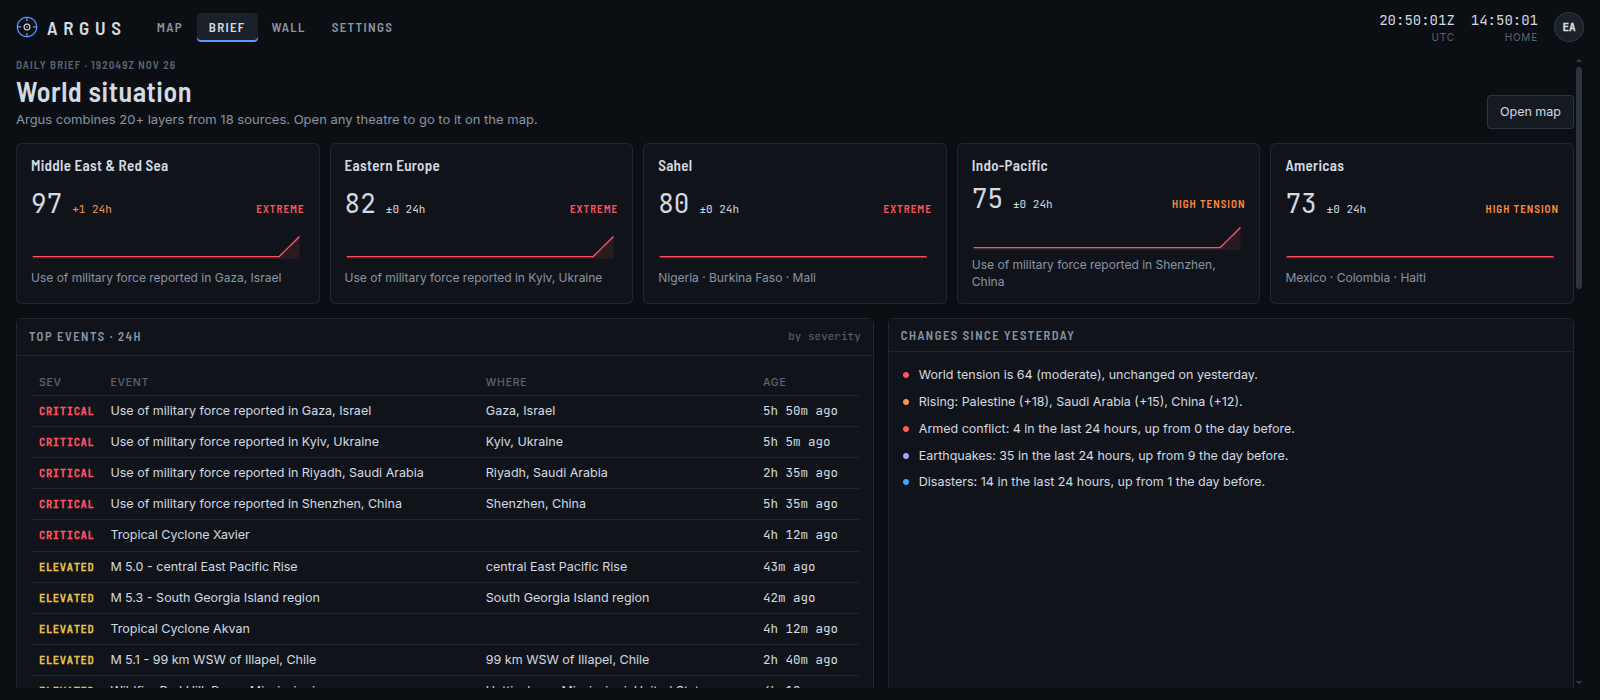 ARGUS MAP BRIEF WALL SETTINGS 20:50:01Z 14:50:01 EA
UTC HOME
DAILY BRIEF · 192049Z NOV 26
World situation
Argus combines 20+ layers from 18 sources. Open any theatre to go to it on the map.
Open map
Middle East & Red Sea
97 +1 24h EXTREME
Use of military force reported in Gaza, Israel
Eastern Europe
82 ±0 24h EXTREME
Use of military force reported in Kyiv, Ukraine
Sahel
80 ±0 24h EXTREME
Nigeria · Burkina Faso · Mali
Indo-Pacific
75 ±0 24h HIGH TENSION
Use of military force reported in Shenzhen,
China
Americas
73 ±0 24h HIGH TENSION
Mexico · Colombia · Haiti
TOP EVENTS · 24H by severity
SEV EVENT WHERE AGE
CRITICAL Use of military force reported in Gaza, Israel Gaza, Israel 5h 50m ago
CRITICAL Use of military force reported in Kyiv, Ukraine Kyiv, Ukraine 5h 5m ago
CRITICAL Use of military force reported in Riyadh, Saudi Arabia Riyadh, Saudi Arabia 2h 35m ago
CRITICAL Use of military force reported in Shenzhen, China Shenzhen, China 5h 35m ago
CRITICAL Tropical Cyclone Xavier 4h 12m ago
ELEVATED M 5.0 - central East Pacific Rise central East Pacific Rise 43m ago
ELEVATED M 5.3 - South Georgia Island region South Georgia Island region 42m ago
ELEVATED Tropical Cyclone Akvan 4h 12m ago
ELEVATED M 5.1 - 99 km WSW of Illapel, Chile 99 km WSW of Illapel, Chile 2h 40m ago
CHANGES SINCE YESTERDAY
World tension is 64 (moderate), unchanged on yesterday.
Rising: Palestine (+18), Saudi Arabia (+15), China (+12).
Armed conflict: 4 in the last 24 hours, up from 0 the day before.
Earthquakes: 35 in the last 24 hours, up from 9 the day before.
Disasters: 14 in the last 24 hours, up from 1 the day before.